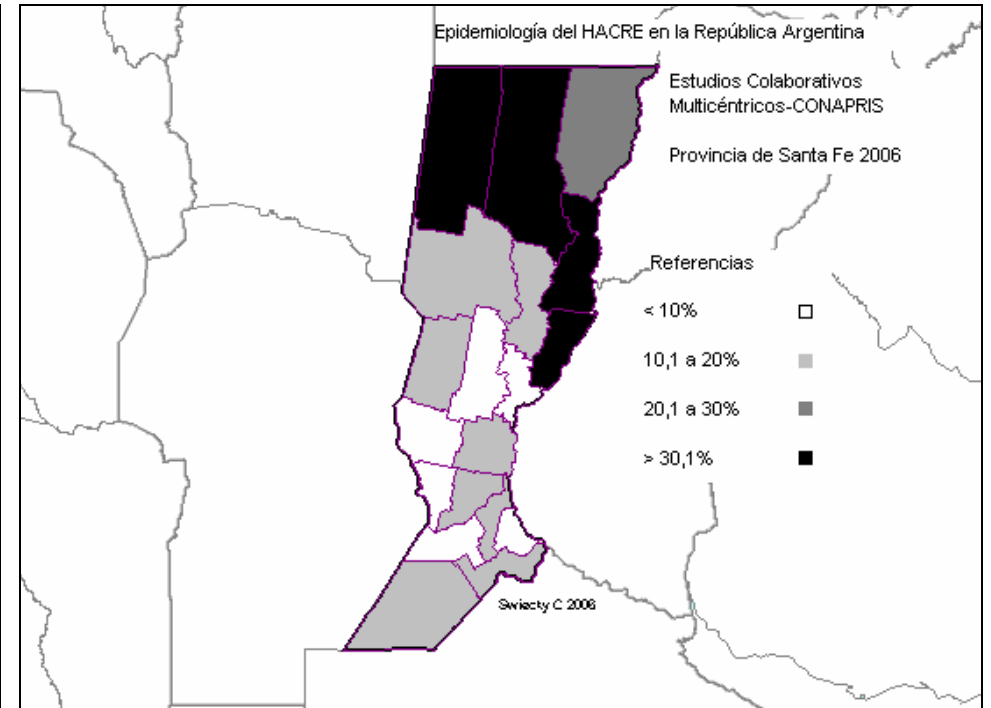 Epidemiología del HACRE en la República Argentina
Estudios Colaborativos
Multicéntricos-CONAPRIS
Provincia de Santa Fe 2006
Referencias
< 10%
10,1 a 20%
20,1 a 30%
> 30,1%
Swiecty C 2006